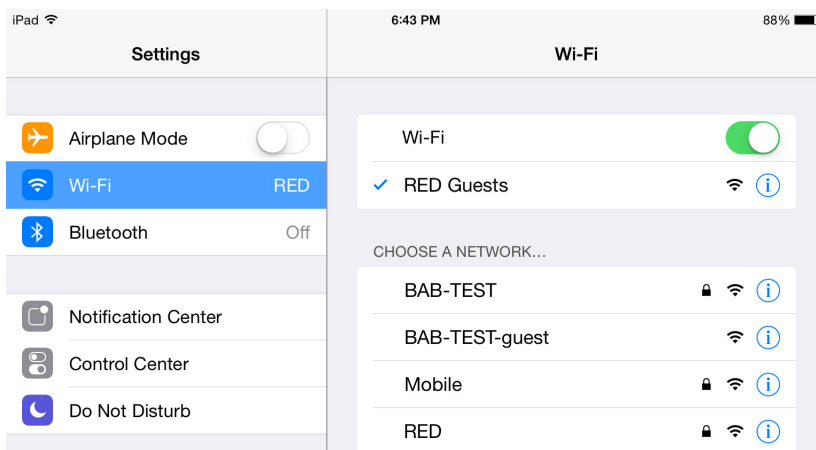 iPad 6:43 PM 88%
Settings
Wi-Fi
Airplane Mode
Wi-Fi RED
Bluetooth Off
Notification Center
Control Center
Do Not Disturb
Wi-Fi
RED Guests
CHOOSE A NETWORK...
BAB-TEST
BAB-TEST-guest
Mobile
RED